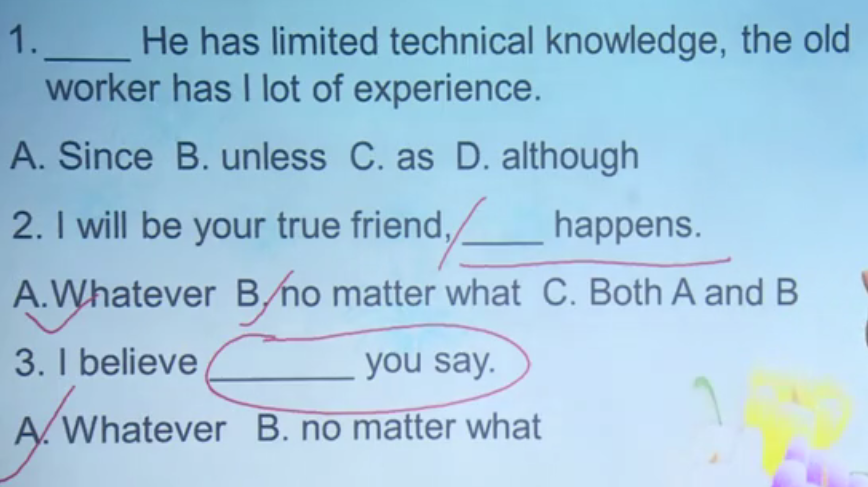 1.____ He has limited technical knowledge, the old
worker has I lot of experience.
A. Since B. unless C. as D. although
2. I will be your true friend,____ happens.
A.Whatever B. no matter what C. Both A and B
3. I believe _______ you say.
A. Whatever B. no matter what